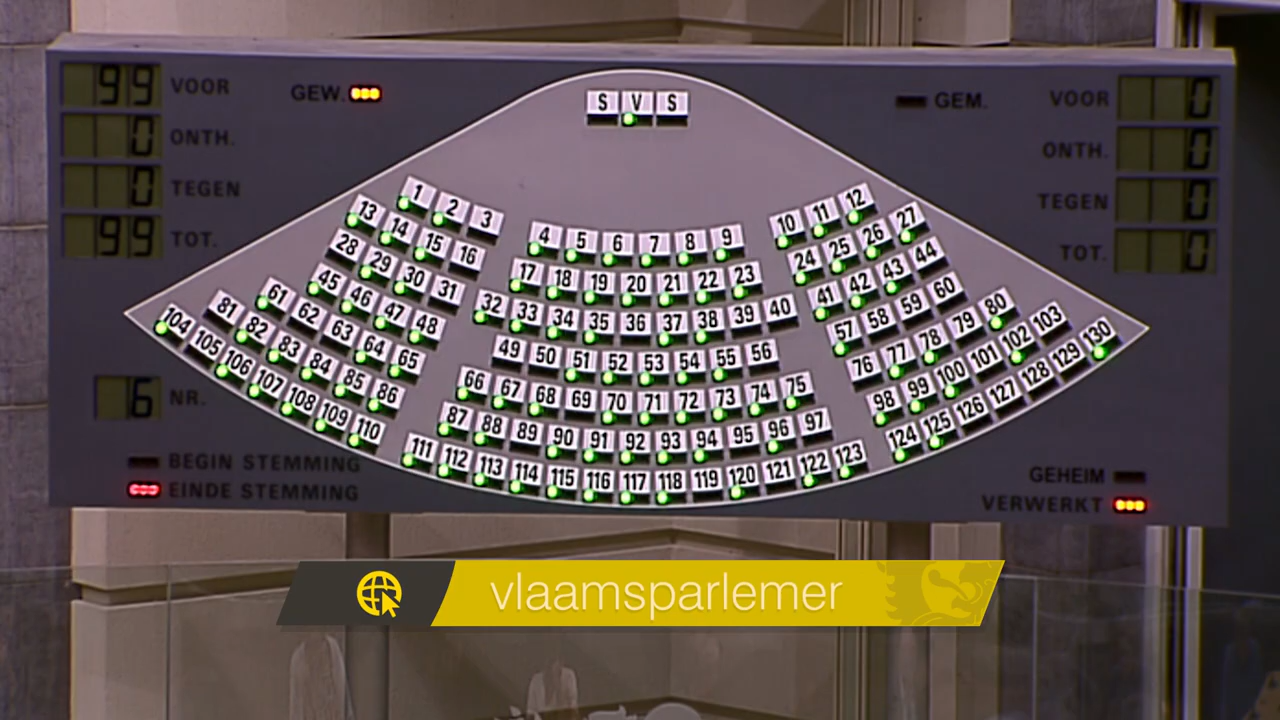 99 VOOR
0 ONTH.
0 TEGEN
99 TOT.
GEW.
S V S
GEM.
VOOR 0
ONTH. 0
TEGEN 0
TOT. 0
1 2 3
4 5 6 7 8 9
10 11 12
13 14 15 16
17 18 19 20 21 22 23
24 25 26 27
28 29 30 31
32 33 34 35 36 37 38 39 40
41 42 43 44
45 46 47 48
49 50 51 52 53 54 55 56
57 58 59 60
61 62 63 64 65
66 67 68 69 70 71 72 73 74 75
76 77 78 79 80
81 82 83 84 85 86
87 88 89 90 91 92 93 94 95 96 97
98 99 100 101 102 103
104 105 106 107 108 109 110
111 112 113 114 115 116 117 118 119 120 121 122 123
124 125 126 127 128 129 130
6 NR.
BEGIN STEMMING
EINDE STEMMING
GEHEIM
VERWERKT
vlaamsparlemer